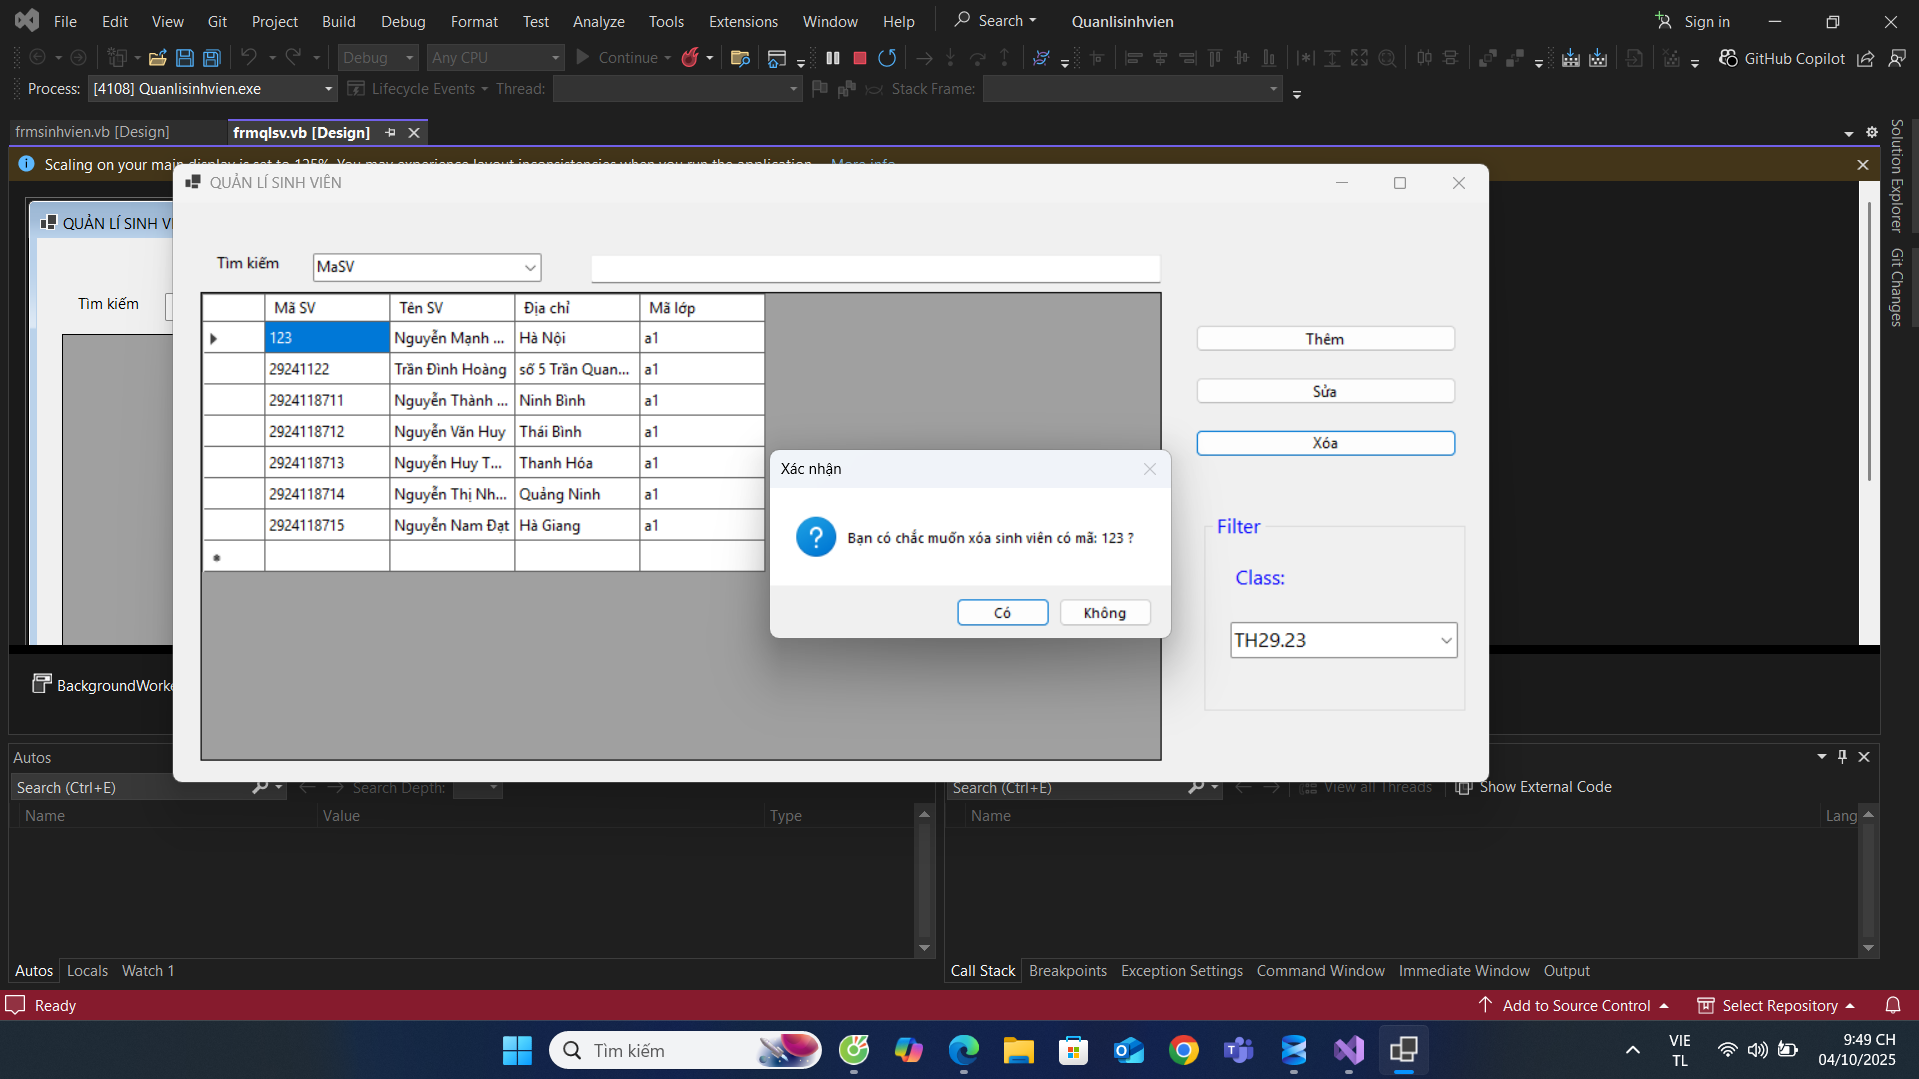 File Edit View Git Project Build Debug Format Test Analyze Tools Extensions Window Help Search Quanlisinhvien Sign in
Debug Any CPU Continue GitHub Copilot
Process: [4108] Quanlisinhvien.exe Lifecycle Events Thread: Stack Frame:
frmsinhvien.vb [Design] frmqlsv.vb [Design]
Scaling on your main display is set to 125%. You may experience layout inconsistencies when you run the application. More info
Solution Explorer
Git Changes
QUẢN LÍ SINH VI
Tìm kiếm
BackgroundWorke
QUẢN LÍ SINH VIÊN
Tìm kiếm MaSV
Mã SV Tên SV Địa chỉ Mã lớp
123 Nguyễn Mạnh ... Hà Nội a1
29241122 Trần Đình Hoàng số 5 Trần Quan... a1
2924118711 Nguyễn Thành ... Ninh Bình a1
2924118712 Nguyễn Văn Huy Thái Bình a1
2924118713 Nguyễn Huy T... Thanh Hóa a1
2924118714 Nguyễn Thị Nh... Quảng Ninh a1
2924118715 Nguyễn Nam Đạt Hà Giang a1
Thêm
Sửa
Xóa
Filter
Class:
TH29.23
Xác nhận
Bạn có chắc muốn xóa sinh viên có mã: 123 ?
Có Không
Autos
Search (Ctrl+E) Search Depth:
Name Value Type
Autos Locals Watch 1
Search (Ctrl+E) View all Threads Show External Code
Name Lang
Call Stack Breakpoints Exception Settings Command Window Immediate Window Output
Ready Add to Source Control Select Repository
Tìm kiếm
VIE
TL
9:49 CH
04/10/2025